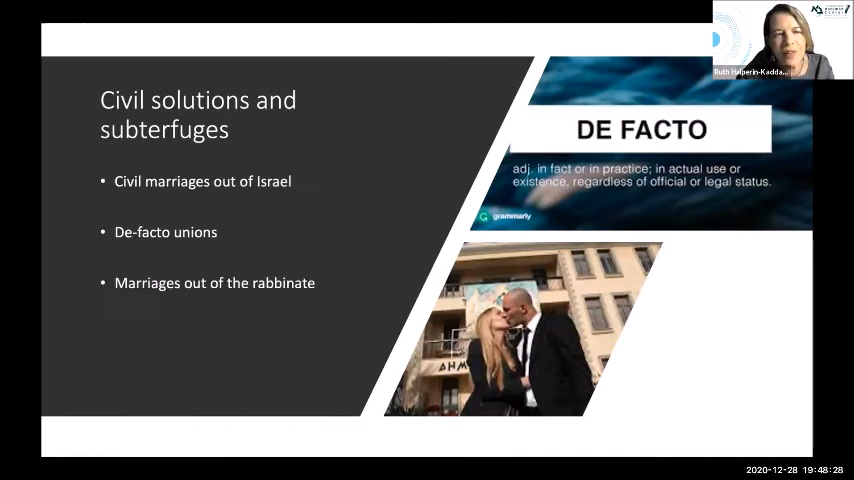 Civil solutions and
subterfuges
• Civil marriages out of Israel
• De-facto unions
• Marriages out of the rabbinate
DE FACTO
adj. in fact or in practice; in actual use or
existence, regardless of official or legal status.
grammarly
ΔΗΜ
Ruth Halperin-Kadda...
2020-12-28 19:48:28